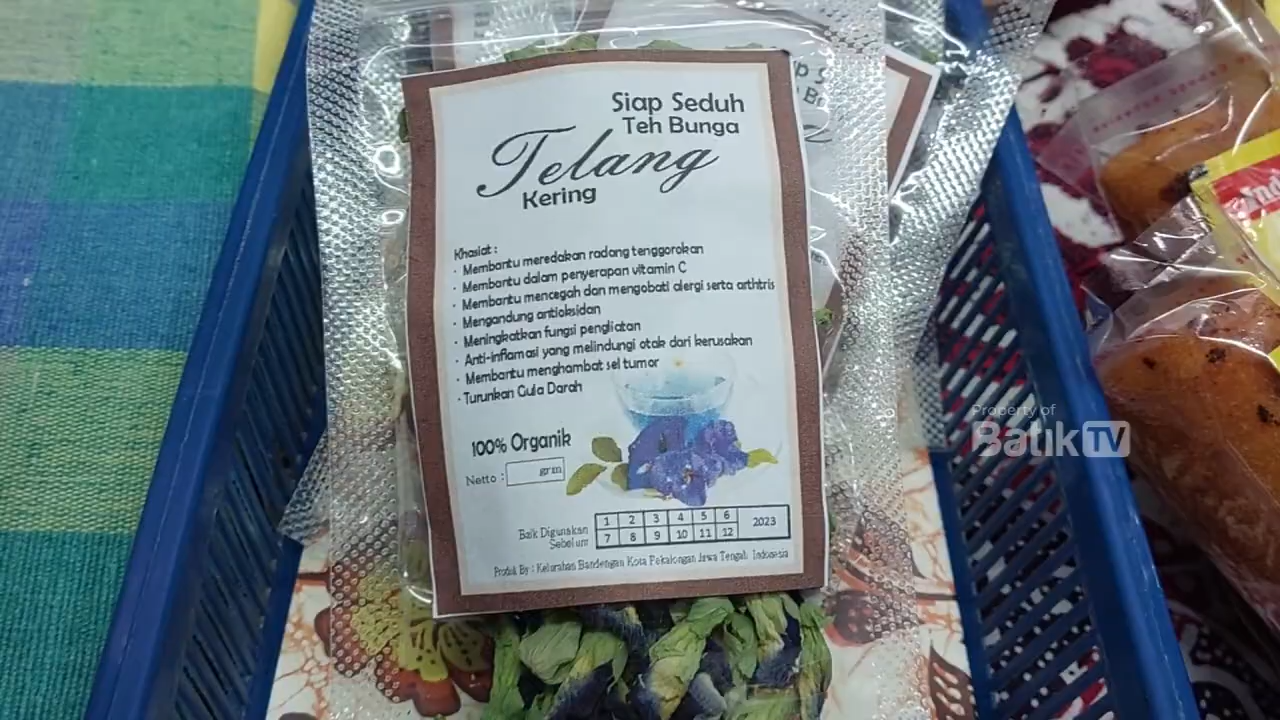 Siap Seduh
Teh Bunga
Telang
Kering
Khasiat :
· Membantu meredakan radang tenggorokan
· Membantu dalam penyerapan vitamin C
· Membantu mencegah dan mengobati alergi serta arthtris
· Mengandung antioksidan
· Meningkatkan fungsi pengliatan
· Anti-inflamasi yang melindungi otak dari kerusakan
· Membantu menghambat sel tumor
· Turunkan Gula Darah
100% Organik
Netto : grm
Baik Digunakan
Sebelum
1 2 3 4 5 6 2023
7 8 9 10 11 12
Produk By : Kelurahan Bandengan Kota Pekalongan Jawa Tengah Indonesia
Property of
BatikTV